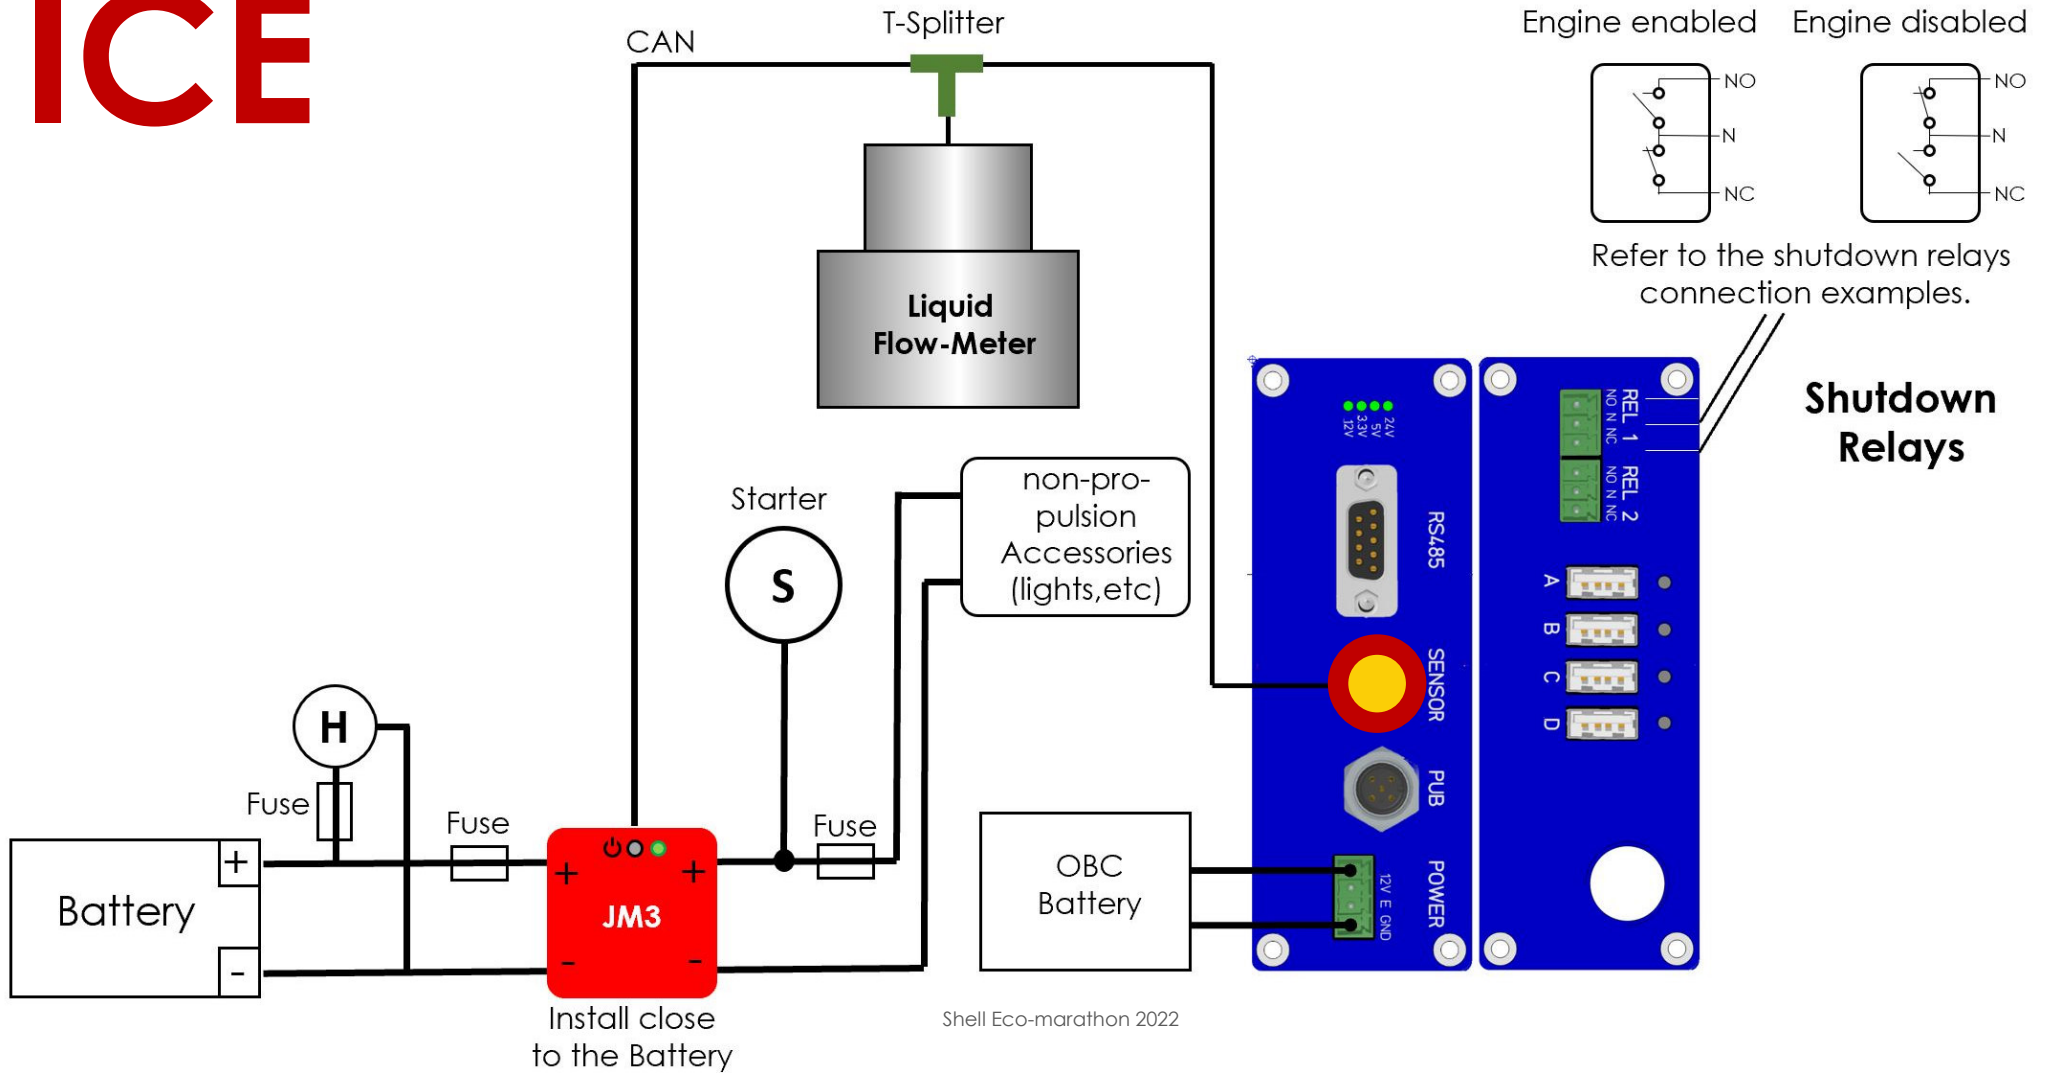 ICE
CAN
T-Splitter
Engine enabled
Engine disabled
NO
N
NC
NO
N
NC
Refer to the shutdown relays
connection examples.
Liquid
Flow-Meter
Shutdown
Relays
24V
5V
3.3V
12V
REL 1
NO N NC
REL 2
NO N NC
RS485
SENSOR
PUB
POWER
12V E GND
A
B
C
D
Starter
S
non-pro-
pulsion
Accessories
(lights,etc)
H
Fuse
Fuse
Fuse
Battery
+
-
+
+
JM3
-
-
OBC
Battery
Install close
to the Battery
Shell Eco-marathon 2022